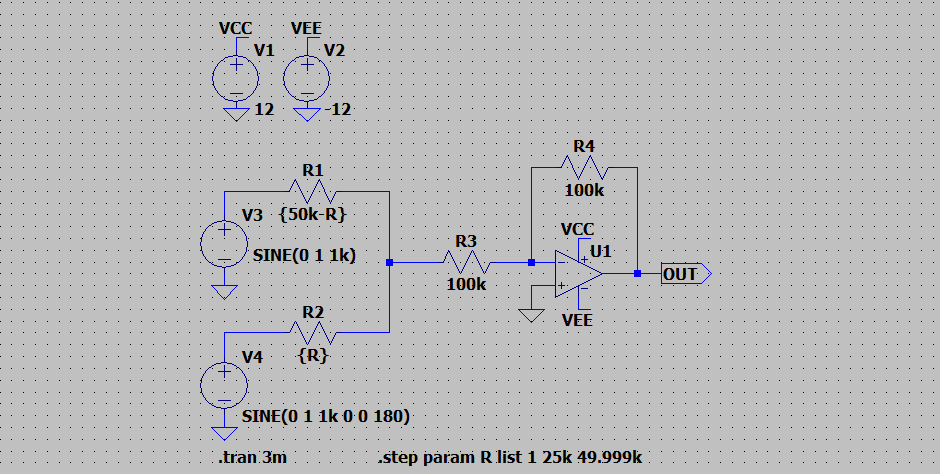 VCC VEE
V1 V2
12 -12
R4
100k
R1
V3 {50k-R}
SINE(0 1 1k)
VCC
R3 U1
100k
OUT
VEE
R2
V4 {R}
SINE(0 1 1k 0 0 180)
.tran 3m .step param R list 1 25k 49.999k